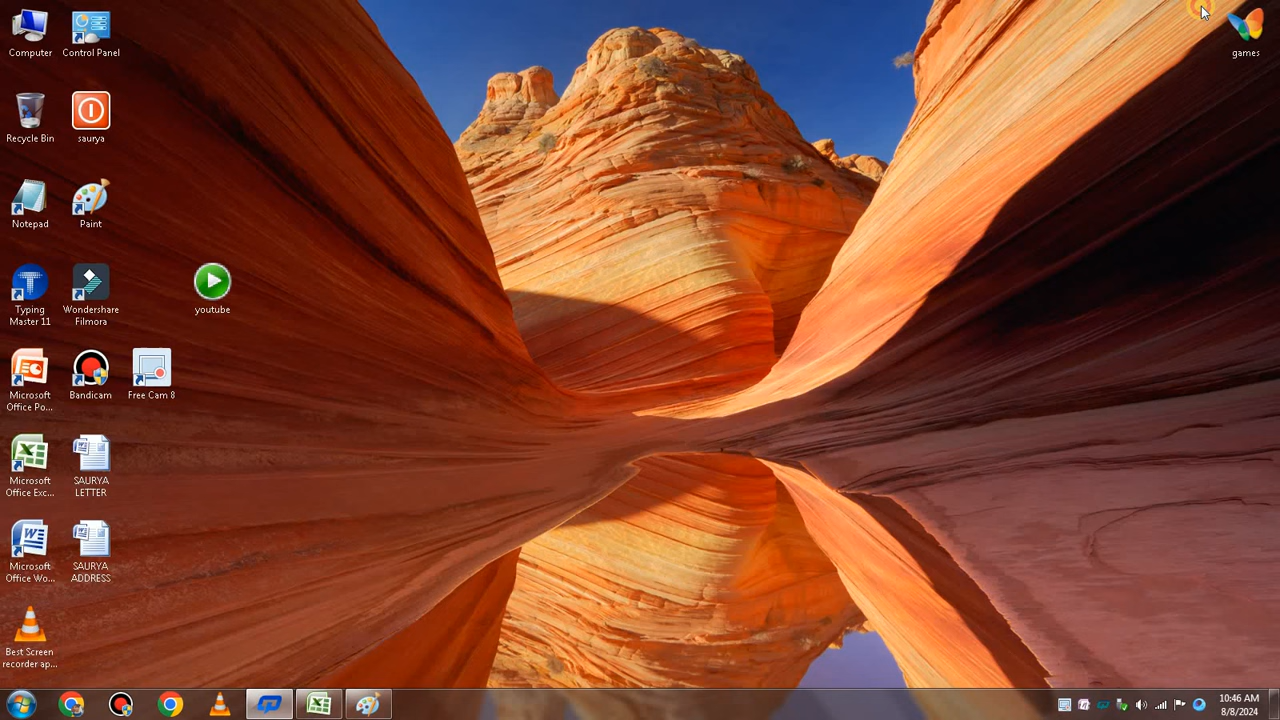 Computer
Control Panel
games
Recycle Bin
saurya
Notepad
Paint
Typing
Master 11
Wondershare
Filmora
youtube
Microsoft
Office Po...
Bandicam
Free Cam 8
Microsoft
Office Exc...
SAURYA
LETTER
Microsoft
Office Wo...
SAURYA
ADDRESS
Best Screen
recorder ap...
10:46 AM
8/8/2024